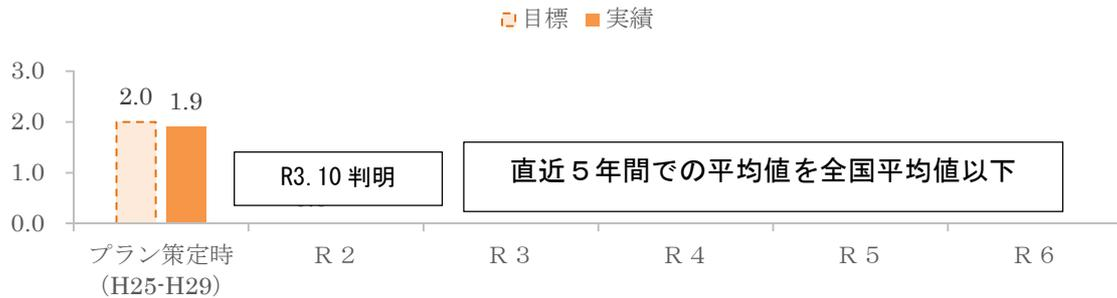 目標 実績
3.0
2.0 1.9
2.0
1.0
0.0
R3.10 判明
直近５年間での平均値を全国平均値以下
プラン策定時 Ｒ２ Ｒ３ Ｒ４ Ｒ５ Ｒ６
（H25-H29）